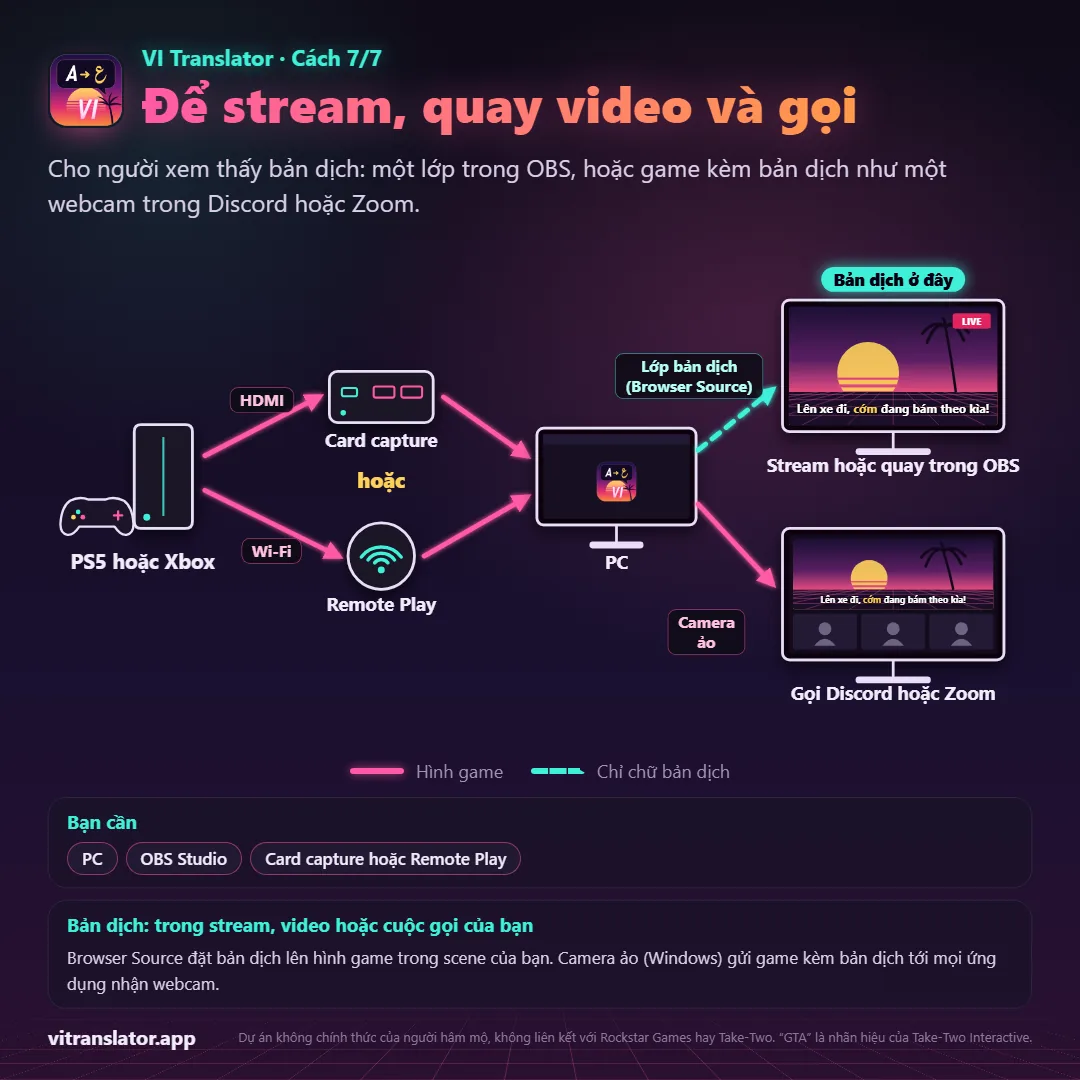 A→ع
VI
VI Translator · Cách 7/7
Để stream, quay video và gọi
Cho người xem thấy bản dịch: một lớp trong OBS, hoặc game kèm bản dịch như một
webcam trong Discord hoặc Zoom.
Bản dịch ở đây
LIVE
Lên xe đi, cớm đang bám theo kìa!
Stream hoặc quay trong OBS
Lớp bản dịch
(Browser Source)
HDMI
Card capture
hoặc
Wi-Fi
Remote Play
PS5 hoặc Xbox
A→ع
VI
PC
Camera
ảo
Lên xe đi, cớm đang bám theo kìa!
Gọi Discord hoặc Zoom
Hình game
Chỉ chữ bản dịch
Bạn cần
PC
OBS Studio
Card capture hoặc Remote Play
Bản dịch: trong stream, video hoặc cuộc gọi của bạn
Browser Source đặt bản dịch lên hình game trong scene của bạn. Camera ảo (Windows) gửi game kèm bản dịch tới mọi ứng
dụng nhận webcam.
vitranslator.app
Dự án không chính thức của người hâm mộ, không liên kết với Rockstar Games hay Take-Two. “GTA” là nhãn hiệu của Take-Two Interactive.